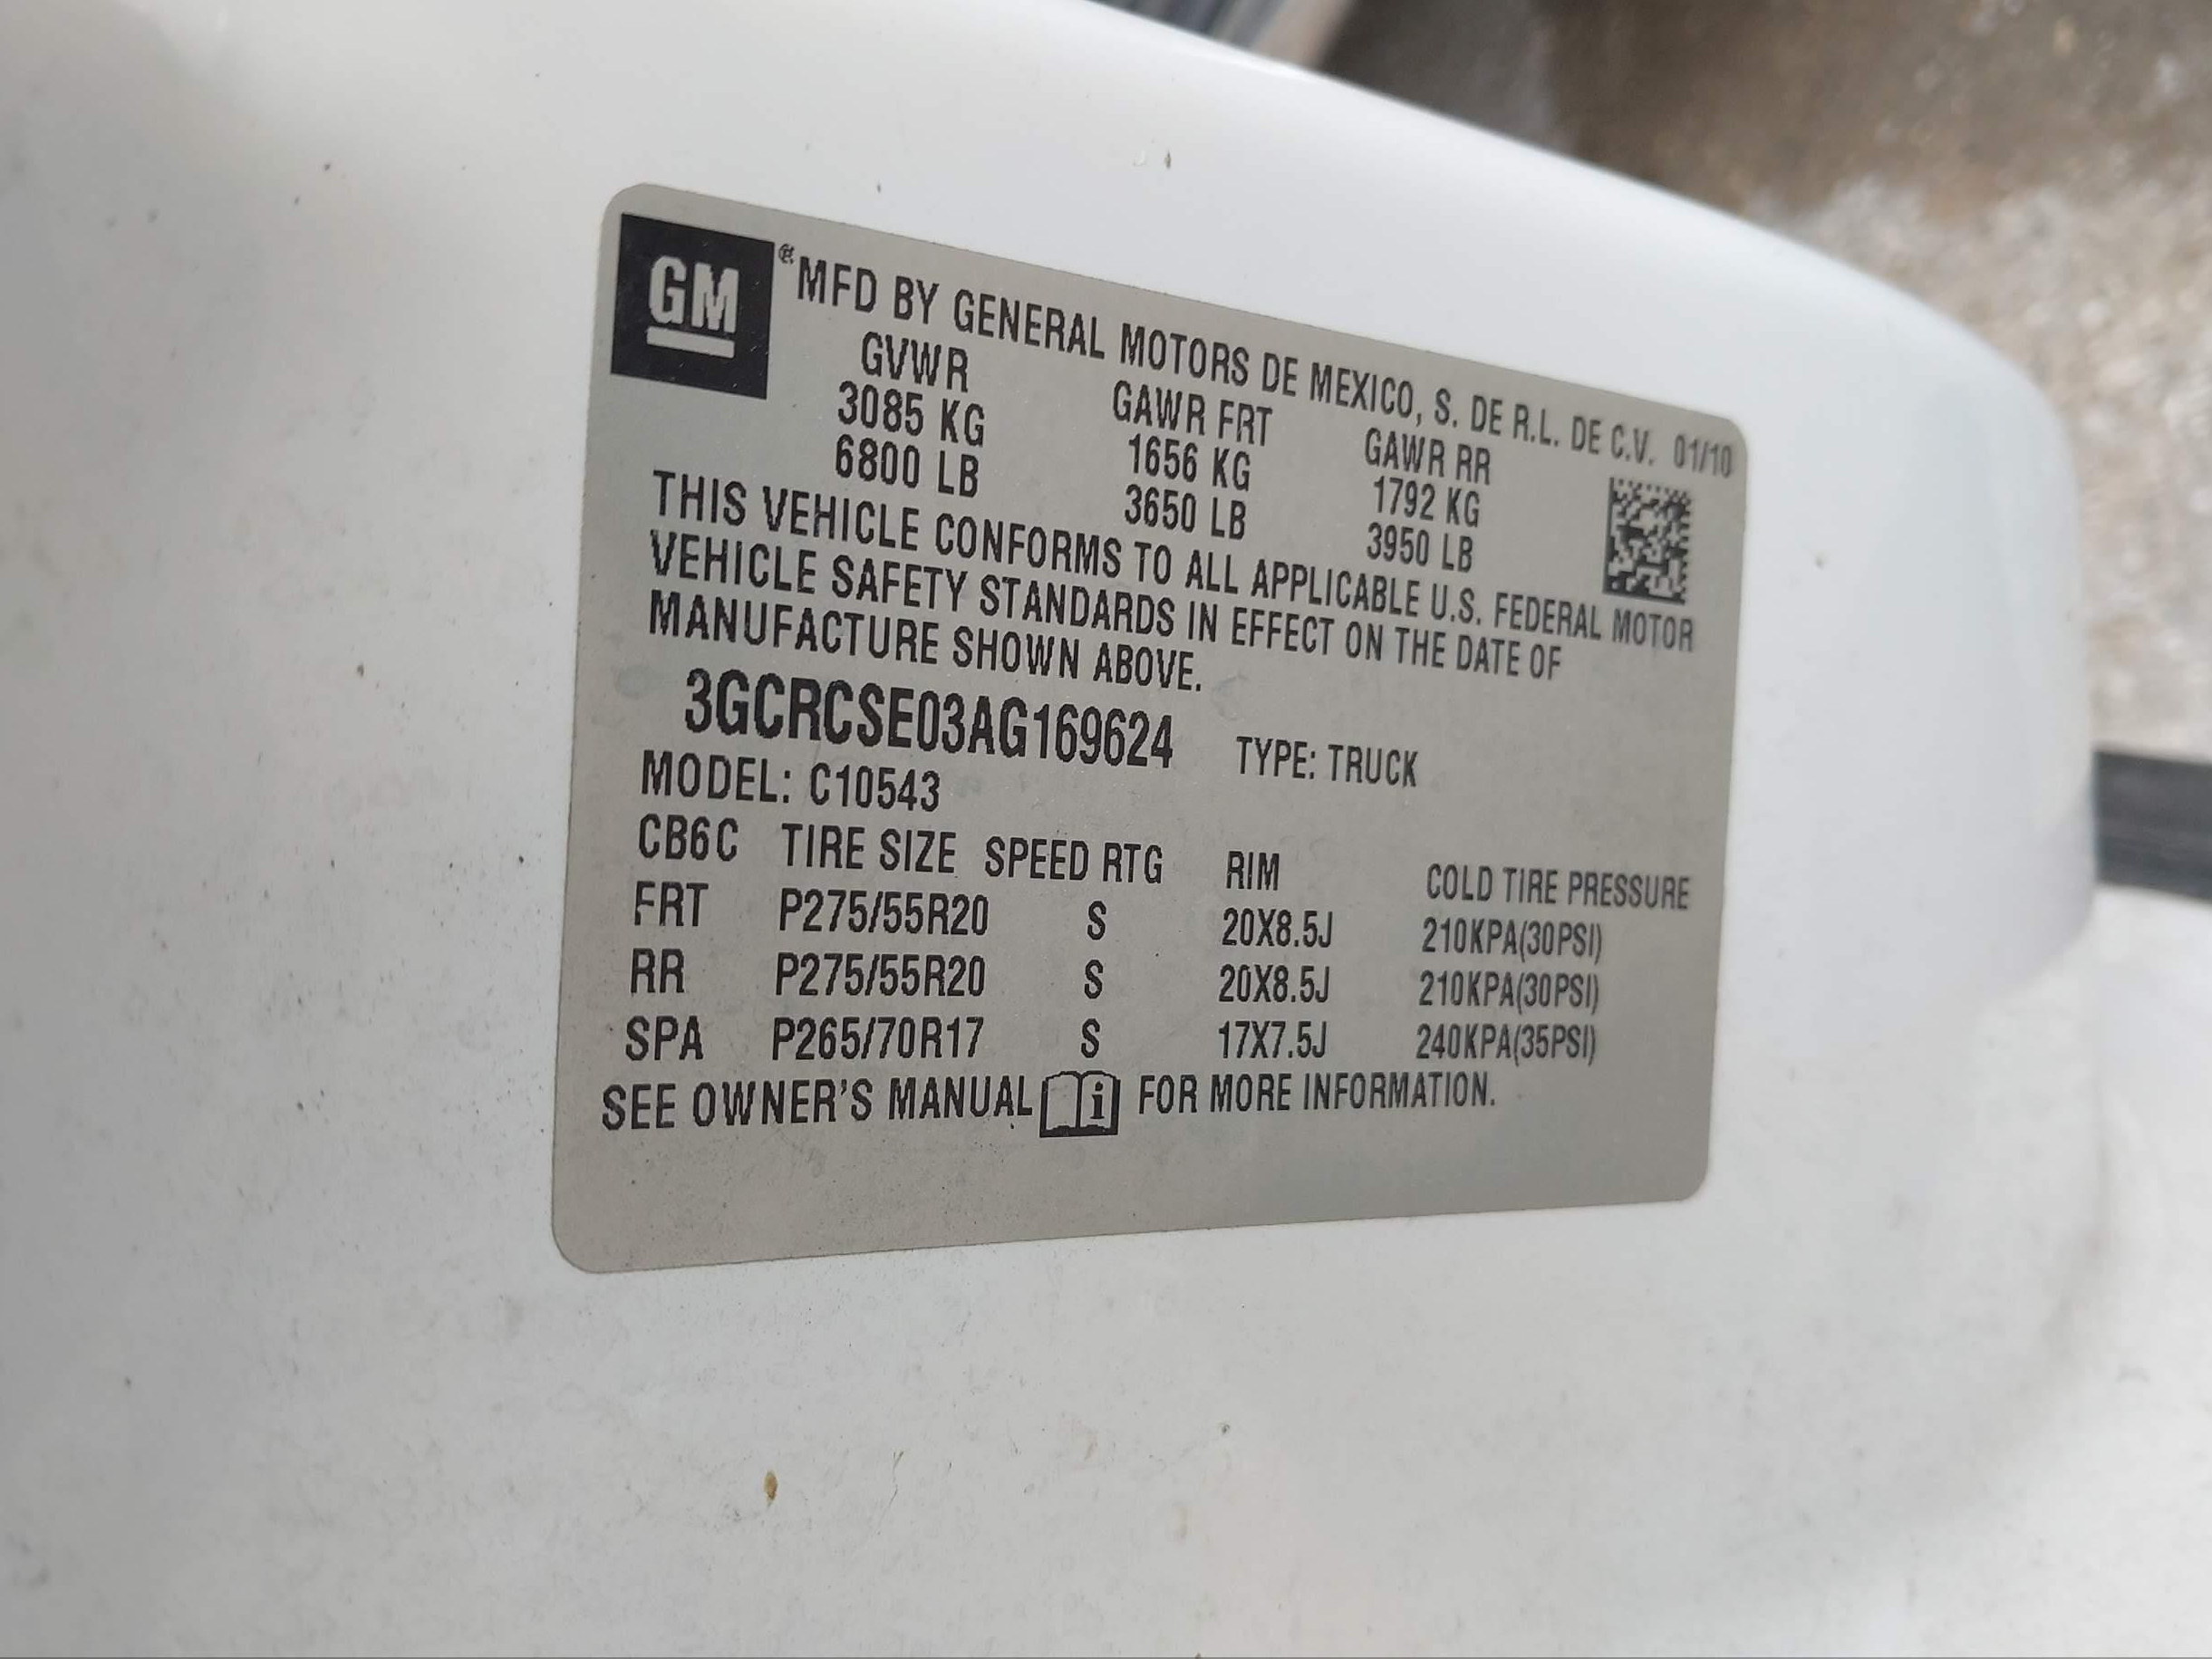 GM ® MFD BY GENERAL MOTORS DE MEXICO, S. DE R.L. DE C.V. 01/10
GVWR GAWR FRT GAWR RR
3085 KG 1656 KG 1792 KG
6800 LB 3650 LB 3950 LB
THIS VEHICLE CONFORMS TO ALL APPLICABLE U.S. FEDERAL MOTOR
VEHICLE SAFETY STANDARDS IN EFFECT ON THE DATE OF
MANUFACTURE SHOWN ABOVE.
3GCRCSE03AG169624 TYPE: TRUCK
MODEL: C10543
CB6C TIRE SIZE SPEED RTG RIM COLD TIRE PRESSURE
FRT P275/55R20 S 20X8.5J 210KPA(30PSI)
RR P275/55R20 S 20X8.5J 210KPA(30PSI)
SPA P265/70R17 S 17X7.5J 240KPA(35PSI)
SEE OWNER'S MANUAL i FOR MORE INFORMATION.